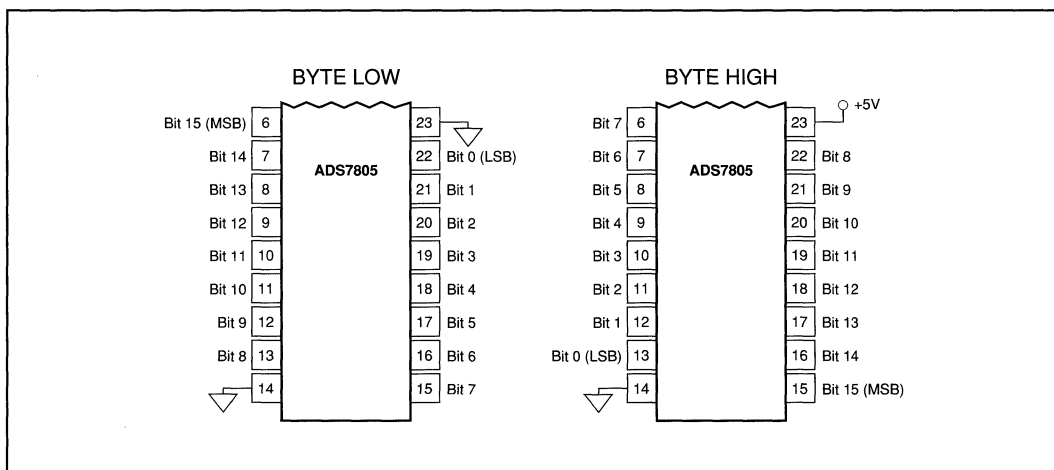 BYTE LOW
Bit 15 (MSB) 6
Bit 14 7
Bit 13 8
Bit 12 9
Bit 11 10
Bit 10 11
Bit 9 12
Bit 8 13
14
ADS7805
23
22 Bit 0 (LSB)
21 Bit 1
20 Bit 2
19 Bit 3
18 Bit 4
17 Bit 5
16 Bit 6
15 Bit 7
BYTE HIGH
Bit 7 6
Bit 6 7
Bit 5 8
Bit 4 9
Bit 3 10
Bit 2 11
Bit 1 12
Bit 0 (LSB) 13
14
ADS7805
+5V
23
22 Bit 8
21 Bit 9
20 Bit 10
19 Bit 11
18 Bit 12
17 Bit 13
16 Bit 14
15 Bit 15 (MSB)